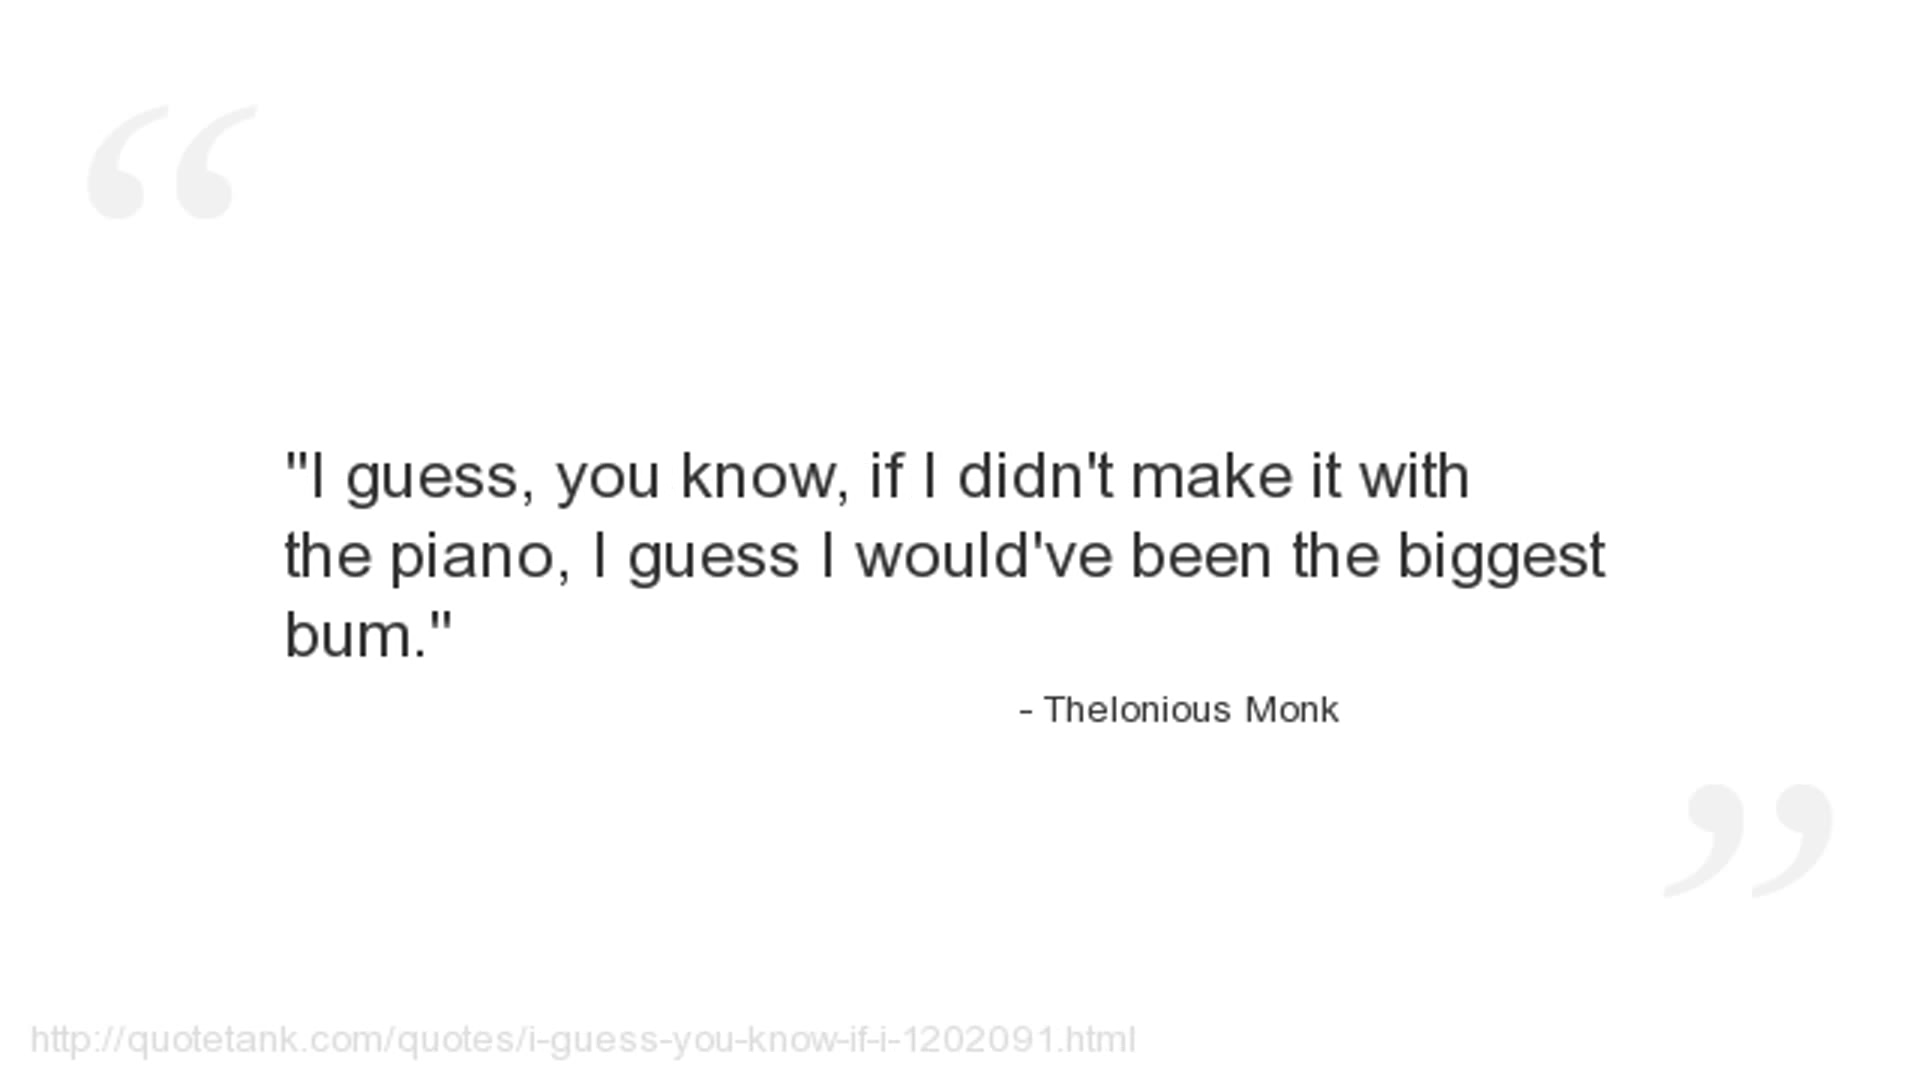 "I guess, you know, if I didn't make it with
the piano, I guess I would've been the biggest
bum."
- Thelonious Monk
http://quotetank.com/quotes/i-guess-you-know-if-i-1202091.html